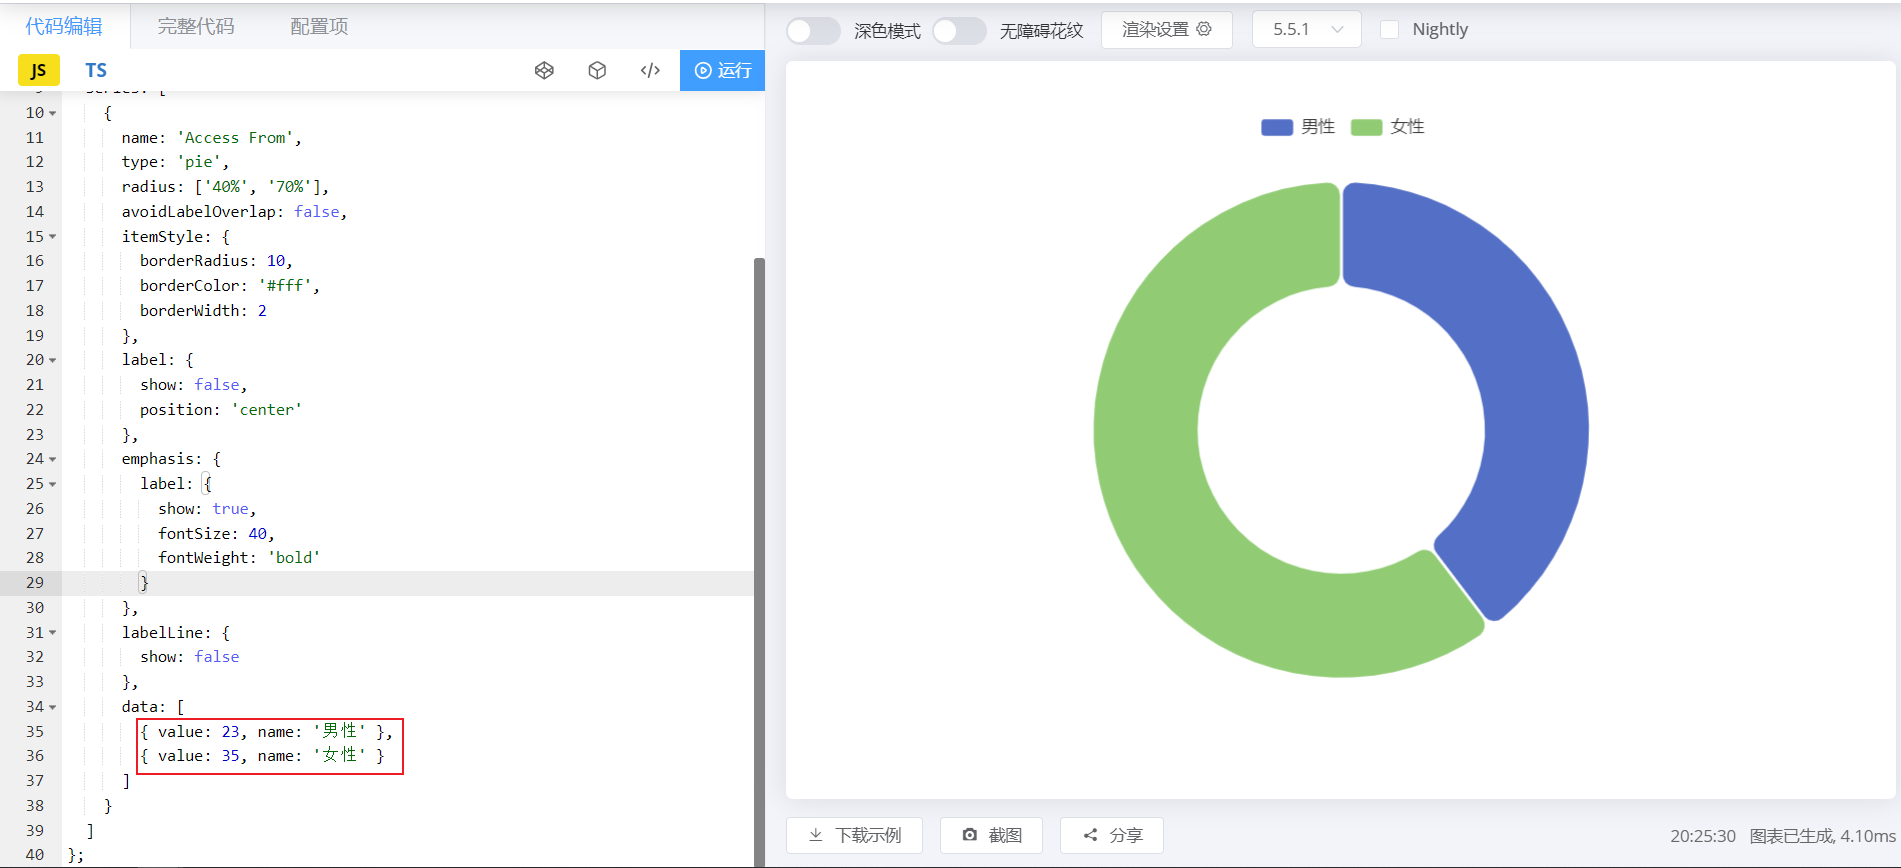 代码编辑 完整代码 配置项
JS TS 运行
series: [
10 {
11 name: 'Access From',
12 type: 'pie',
13 radius: ['40%', '70%'],
14 avoidLabelOverlap: false,
15 itemStyle: {
16 borderRadius: 10,
17 borderColor: '#fff',
18 borderWidth: 2
19 },
20 label: {
21 show: false,
22 position: 'center'
23 },
24 emphasis: {
25 label: {
26 show: true,
27 fontSize: 40,
28 fontWeight: 'bold'
29 }
30 },
31 labelLine: {
32 show: false
33 },
34 data: [
35 { value: 23, name: '男性' },
36 { value: 35, name: '女性' }
37 ]
38 }
39 ]
40 };
深色模式 无障碍花纹 渲染设置 5.5.1 Nightly
男性 女性
下载示例 截图 分享 20:25:30 图表已生成, 4.10ms